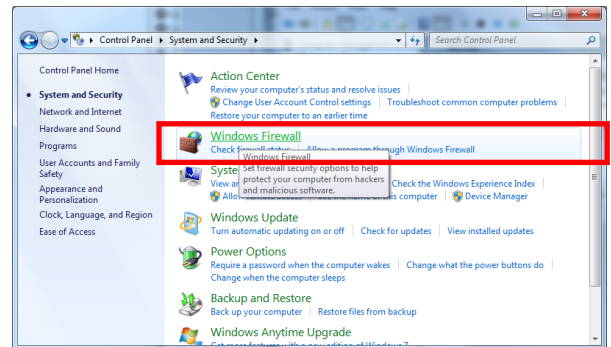 Control Panel ▸ System and Security ▸
Search Control Panel
Control Panel Home
System and Security
Network and Internet
Hardware and Sound
Programs
User Accounts and Family
Safety
Appearance and
Personalization
Clock, Language, and Region
Ease of Access
Action Center
Review your computer's status and resolve issues
Change User Account Control settings
Troubleshoot common computer problems
Restore your computer to an earlier time
Windows Firewall
Check firewall status
Allow a program through Windows Firewall
Windows Firewall
Set firewall security options to help
protect your computer from hackers
and malicious software.
Syste
View
Check the Windows Experience Index
Allow
computer
Device Manager
Windows Update
Turn automatic updating on or off
Check for updates
View installed updates
Power Options
Require a password when the computer wakes
Change what the power buttons do
Change when the computer sleeps
Backup and Restore
Back up your computer
Restore files from backup
Windows Anytime Upgrade